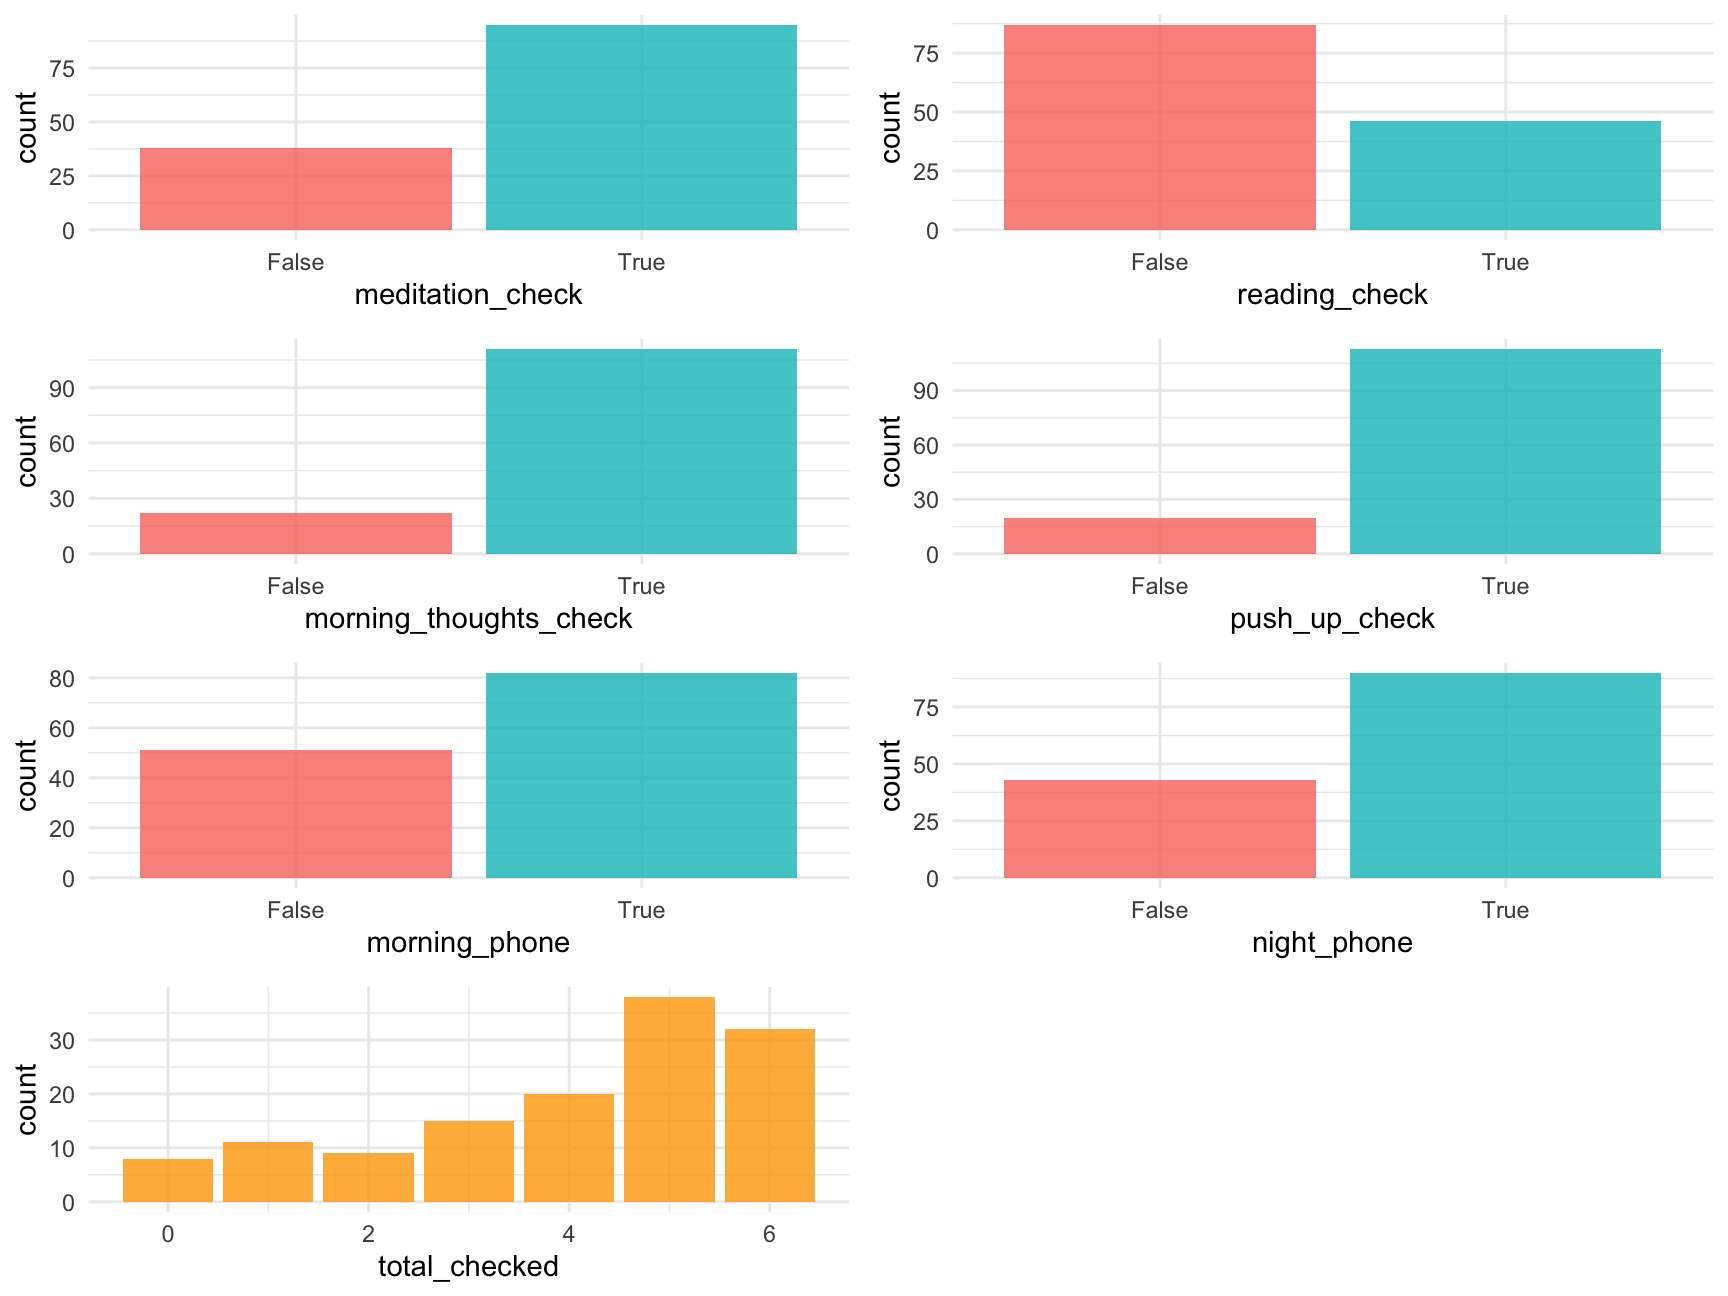 count
75
50
25
0
False True
meditation_check
count
75
50
25
0
False True
reading_check
count
90
60
30
0
False True
morning_thoughts_check
count
90
60
30
0
False True
push_up_check
count
80
60
40
20
0
False True
morning_phone
count
75
50
25
0
False True
night_phone
count
30
20
10
0
0 2 4 6
total_checked